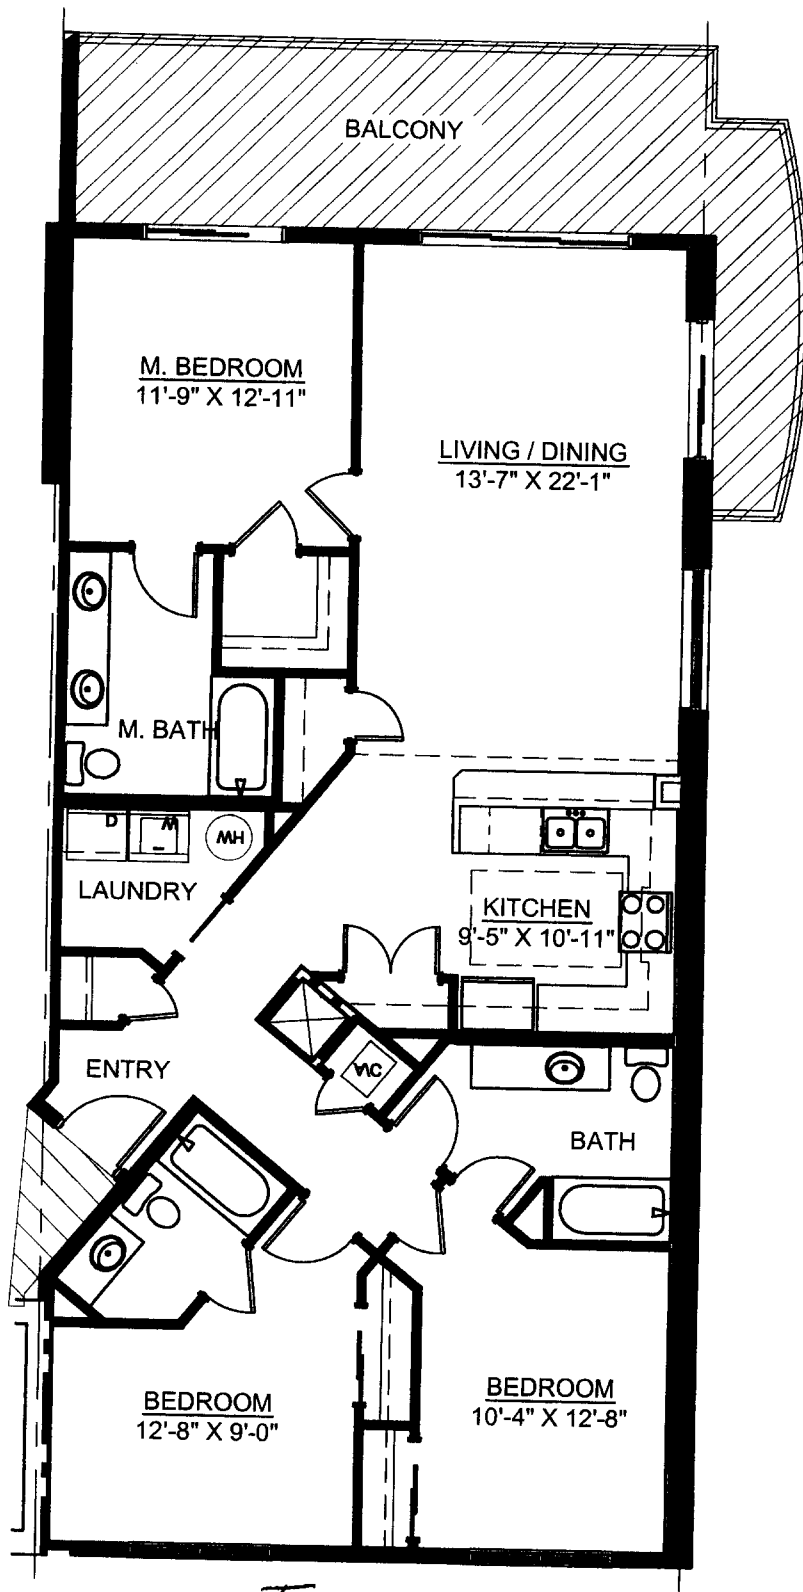 BALCONY
M. BEDROOM
11'-9" X 12'-11"
LIVING / DINING
13'-7" X 22'-1"
M. BATH
D
W
WH
LAUNDRY
KITCHEN
9'-5" X 10'-11"
ENTRY
A/C
BATH
BEDROOM
12'-8" X 9'-0"
BEDROOM
10'-4" X 12'-8"